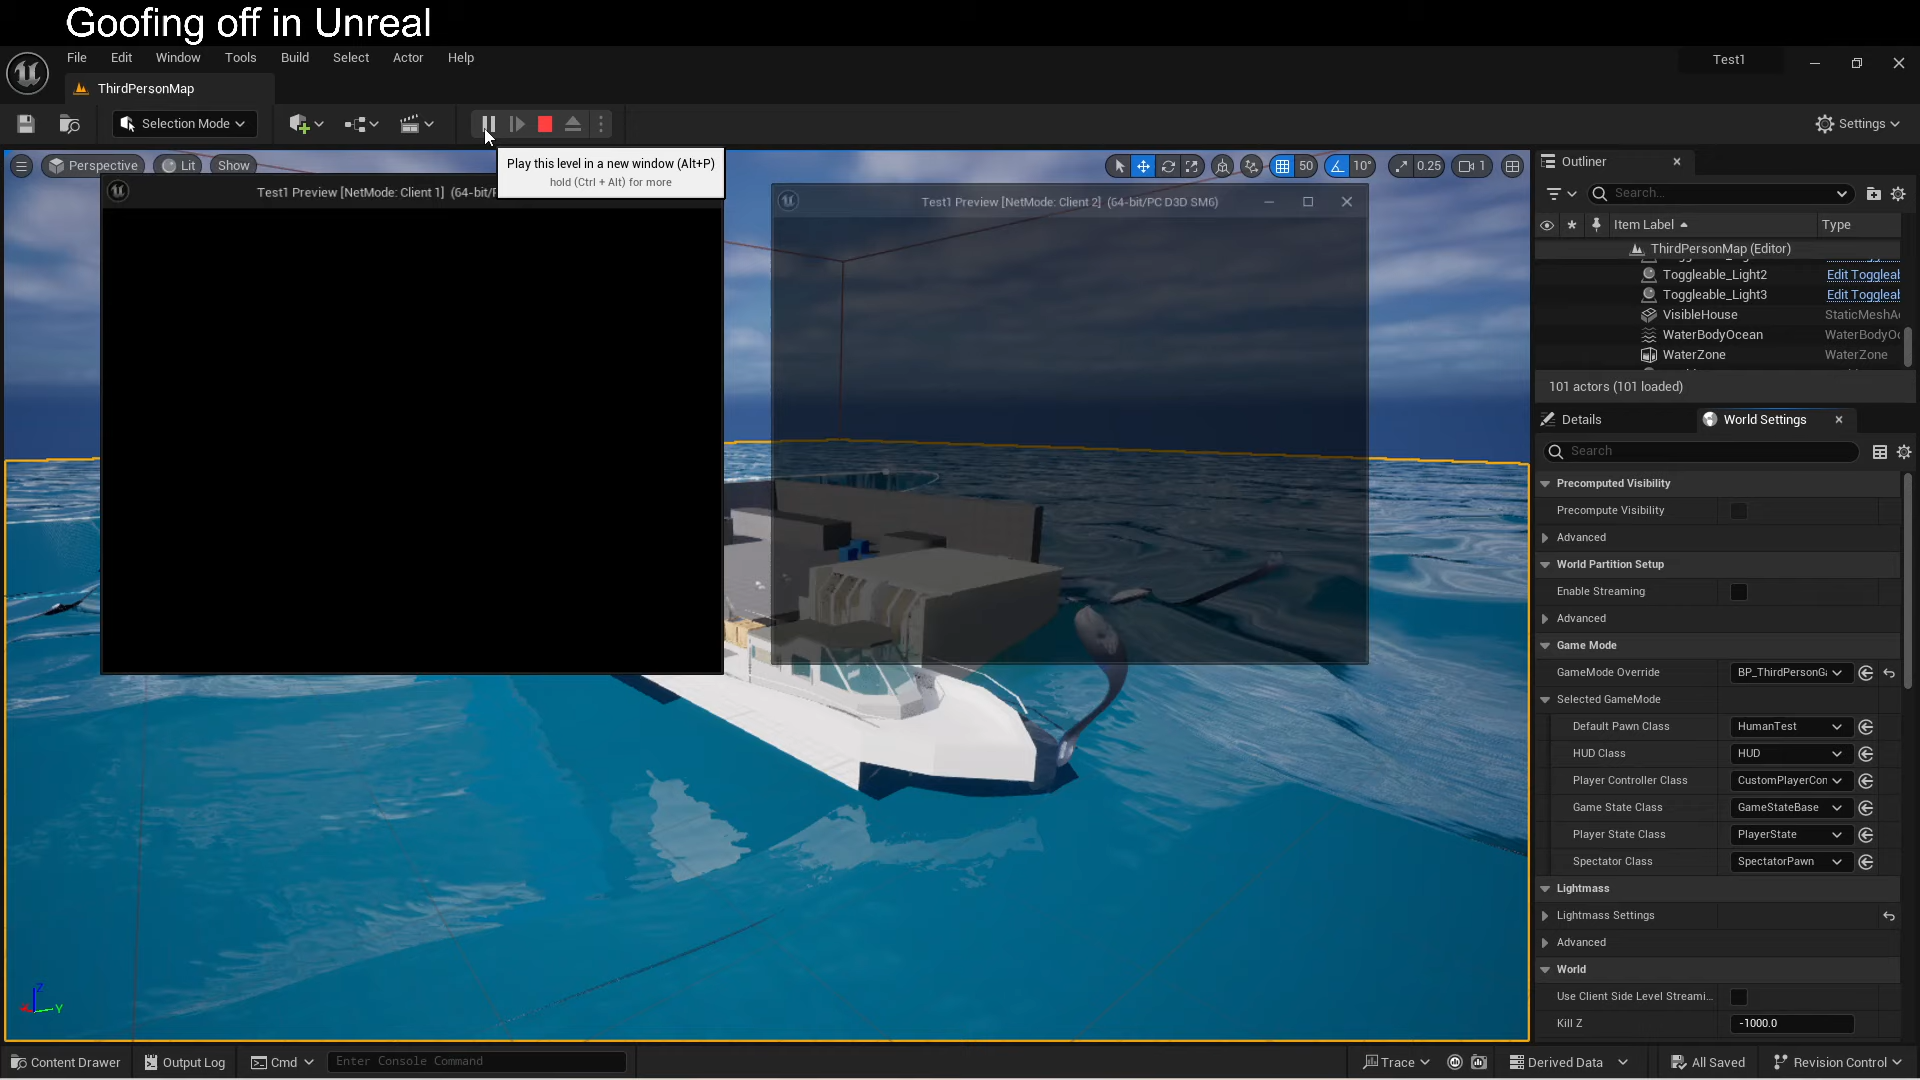 Goofing off in Unreal
File Edit Window Tools Build Select Actor Help
Test1
ThirdPersonMap
Selection Mode
Settings
Play this level in a new window (Alt+P)
hold (Ctrl + Alt) for more
Perspective Lit Show
50 10° 0.25 1
Test1 Preview [NetMode: Client 1] (64-bit/P
Test1 Preview [NetMode: Client 2] (64-bit/PC D3D SM6)
Outliner
Search...
Item Label Type
ThirdPersonMap (Editor)
Toggleable_Light2 Edit Toggleal
Toggleable_Light3 Edit Toggleal
VisibleHouse StaticMeshA
WaterBodyOcean WaterBodyO
WaterZone WaterZone
101 actors (101 loaded)
Details World Settings
Search
Precomputed Visibility
Precompute Visibility
Advanced
World Partition Setup
Enable Streaming
Advanced
Game Mode
GameMode Override BP_ThirdPersonGa
Selected GameMode
Default Pawn Class HumanTest
HUD Class HUD
Player Controller Class CustomPlayerCon
Game State Class GameStateBase
Player State Class PlayerState
Spectator Class SpectatorPawn
Lightmass
Lightmass Settings
Advanced
World
Use Client Side Level Streami...
Kill Z -1000.0
Z
Y
Content Drawer Output Log Cmd Enter Console Command Trace Derived Data All Saved Revision Control